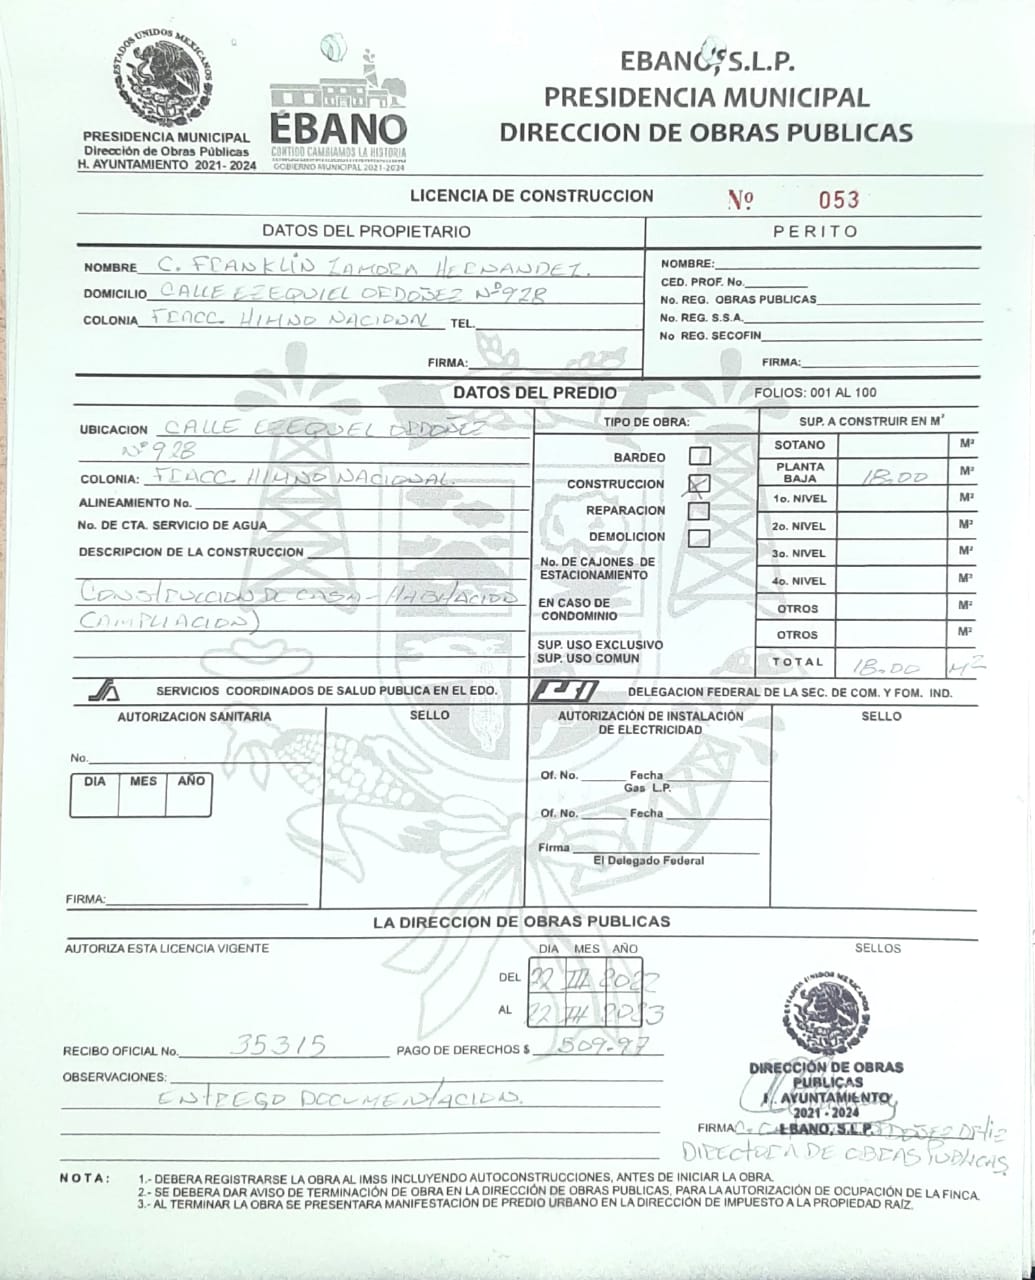 ESTADOS UNIDOS MEXICANOS
PRESIDENCIA MUNICIPAL
Dirección de Obras Públicas
H. AYUNTAMIENTO 2021-2024
ÉBANO
CONTIGO CAMBIAMOS LA HISTORIA
GOBIERNO MUNICIPAL 2021-2024
EBANO, S.L.P.
PRESIDENCIA MUNICIPAL
DIRECCION DE OBRAS PUBLICAS
LICENCIA DE CONSTRUCCION Nº 053
DATOS DEL PROPIETARIO
NOMBRE C. FRANKLIN ZAMORA HERNANDEZ.
DOMICILIO CALLE EZEQUIEL ORDOÑEZ Nº 928
COLONIA FRACC. HIMNO NACIONAL TEL.
FIRMA:
PERITO
NOMBRE:
CED. PROF. No.
No. REG. OBRAS PUBLICAS
No. REG. S.S.A.
No REG. SECOFIN
FIRMA:
DATOS DEL PREDIO FOLIOS: 001 AL 100
UBICACION CALLE EZEQUEL ORDOÑEZ
Nº 928
COLONIA: FRACC. HIMNO NACIONAL.
ALINEAMIENTO No.
No. DE CTA. SERVICIO DE AGUA
DESCRIPCION DE LA CONSTRUCCION
CONSTRUCCION DE CASA-HABITACION
(AMPLIACION)
TIPO DE OBRA:
BARDEO
CONSTRUCCION X
REPARACION
DEMOLICION
No. DE CAJONES DE
ESTACIONAMIENTO
EN CASO DE
CONDOMINIO
SUP. USO EXCLUSIVO
SUP. USO COMUN
SUP. A CONSTRUIR EN M²
SOTANO M²
PLANTA BAJA 18.00 M²
1o. NIVEL M²
2o. NIVEL M²
3o. NIVEL M²
4o. NIVEL M²
OTROS M²
OTROS M²
TOTAL 18.00 M2
SERVICIOS COORDINADOS DE SALUD PUBLICA EN EL EDO.
AUTORIZACION SANITARIA
No.
DIA MES AÑO
FIRMA:
SELLO
DELEGACION FEDERAL DE LA SEC. DE COM. Y FOM. IND.
AUTORIZACIÓN DE INSTALACIÓN
DE ELECTRICIDAD
Of. No. Fecha
Gas L.P.
Of. No. Fecha
Firma
El Delegado Federal
SELLO
LA DIRECCION DE OBRAS PUBLICAS
AUTORIZA ESTA LICENCIA VIGENTE
DIA MES AÑO
DEL 22 III 2022
AL 22 III 2023
RECIBO OFICIAL No. 35315 PAGO DE DERECHOS $ 509.97
OBSERVACIONES:
ENTREGO DOCUMENTACION.
SELLOS
ESTADOS UNIDOS MEXICANOS
DIRECCIÓN DE OBRAS
PUBLICAS
H. AYUNTAMIENTO
2021 - 2024
EBANO, S.L.P.
FIRMA C. ORDOÑEZ ORTIZ
DIRECTORA DE OBRAS PUBLICAS
NOTA: 1.- DEBERA REGISTRARSE LA OBRA AL IMSS INCLUYENDO AUTOCONSTRUCCIONES, ANTES DE INICIAR LA OBRA.
2.- SE DEBERA DAR AVISO DE TERMINACIÓN DE OBRA EN LA DIRECCIÓN DE OBRAS PUBLICAS, PARA LA AUTORIZACION DE OCUPACIÓN DE LA FINCA.
3.- AL TERMINAR LA OBRA SE PRESENTARA MANIFESTACIÓN DE PREDIO URBANO EN LA DIRECCIÓN DE IMPUESTO A LA PROPIEDAD RAÍZ.